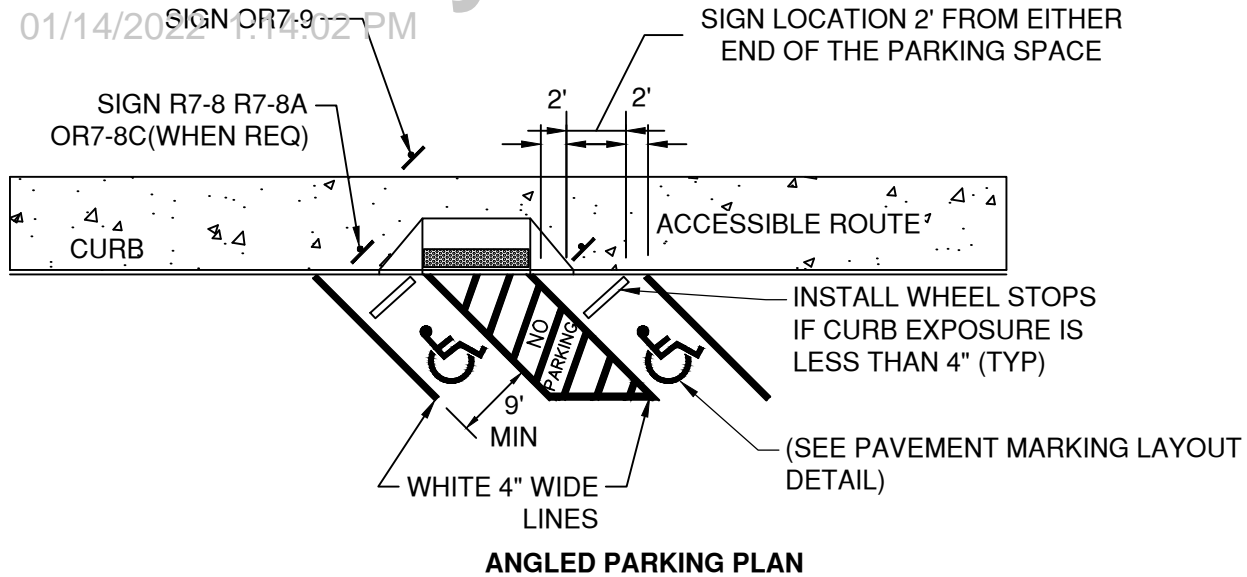 SIGN OR7-9
01/14/2022 1:14:02 PM
SIGN LOCATION 2' FROM EITHER
END OF THE PARKING SPACE
SIGN R7-8 R7-8A
OR7-8C(WHEN REQ)
2' 2'
CURB
ACCESSIBLE ROUTE
INSTALL WHEEL STOPS
IF CURB EXPOSURE IS
LESS THAN 4" (TYP)
NO
PARKING
9'
MIN
(SEE PAVEMENT MARKING LAYOUT
DETAIL)
WHITE 4" WIDE
LINES
ANGLED PARKING PLAN